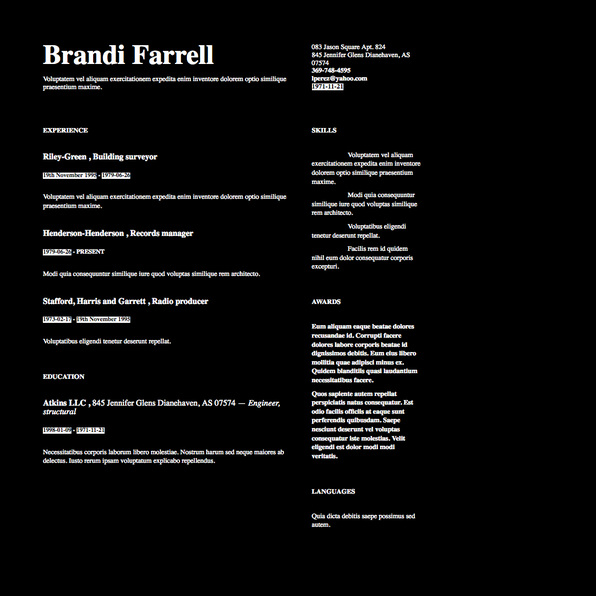 Brandi Farrell
Voluptatem vel aliquam exercitationem expedita enim inventore dolorem optio similique
praesentium maxime.
083 Jason Square Apt. 824
845 Jennifer Glens Dianehaven, AS
07574
369-748-4595
lperez@yahoo.com
1971-11-21
EXPERIENCE
Riley-Green , Building surveyor
19th November 1995 - 1979-06-26
Voluptatem vel aliquam exercitationem expedita enim inventore dolorem optio similique
praesentium maxime.
Henderson-Henderson , Records manager
1979-06-26 - PRESENT
Modi quia consequuntur similique iure quod voluptas similique rem architecto.
Stafford, Harris and Garrett , Radio producer
1973-02-17 - 19th November 1995
Voluptatibus eligendi tenetur deserunt repellat.
EDUCATION
Atkins LLC , 845 Jennifer Glens Dianehaven, AS 07574 — Engineer,
structural
1998-01-09 - 1971-11-21
Necessitatibus corporis laborum libero molestiae. Nostrum harum sed neque maiores ab
delectus. Iusto rerum ipsam voluptatum explicabo repellendus.
SKILLS
Voluptatem vel aliquam
exercitationem expedita enim inventore
dolorem optio similique praesentium
maxime.
Modi quia consequuntur
similique iure quod voluptas similique
rem architecto.
Voluptatibus eligendi
tenetur deserunt repellat.
Facilis rem id quidem
nihil eum dolor consequatur corporis
excepturi.
AWARDS
Eum aliquam eaque beatae dolores
recusandae id. Corrupti facere
dolores labore corporis beatae id
dignissimos debitis. Eum eius libero
mollitia quae adipisci minus ex.
Quidem blanditiis quasi laudantium
necessitatibus facere.
Quos sapiente autem repellat
perspiciatis natus consequatur. Est
odio facilis officiis at eaque sunt
perferendis quibusdam. Saepe
nesciunt deserunt vel voluptas
consequatur iste molestias. Velit
eligendi est dolor modi modi
veritatis.
LANGUAGES
Quia dicta debitis saepe possimus sed
autem.